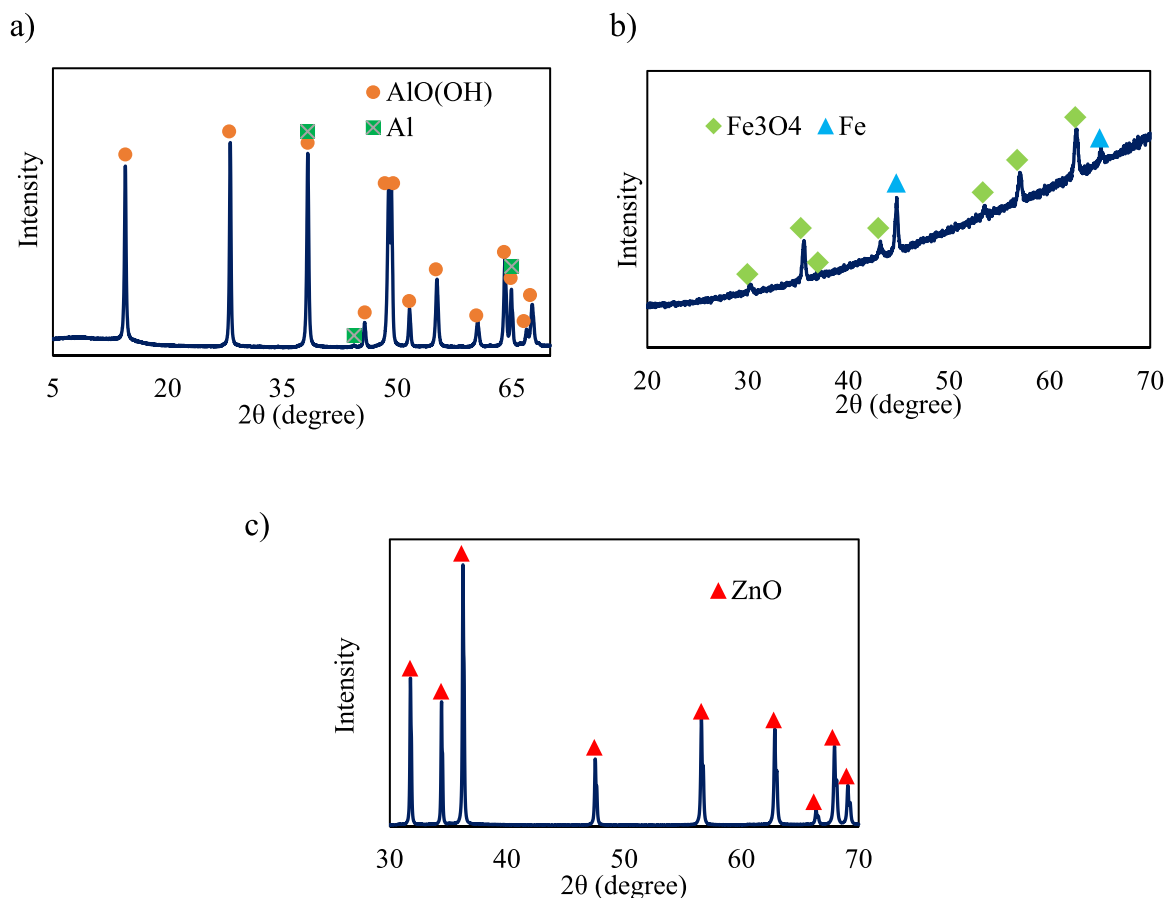 a)
AlO(OH)
Al
Intensity
5 20 35 50 65
2θ (degree)
b)
Fe3O4 Fe
Intensity
20 30 40 50 60 70
2θ (degree)
c)
ZnO
Intensity
30 40 50 60 70
2θ (degree)